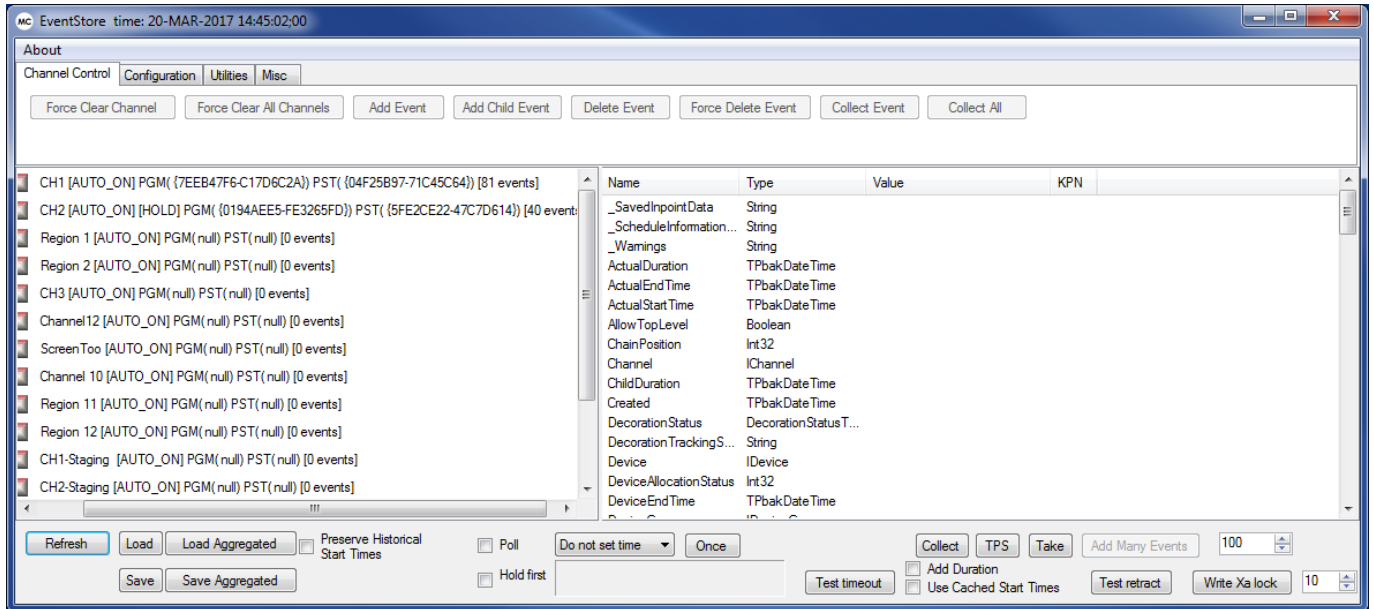 MC EventStore time: 20-MAR-2017 14:45:02;00
About
Channel Control Configuration Utilities Misc
Force Clear Channel Force Clear All Channels Add Event Add Child Event Delete Event Force Delete Event Collect Event Collect All
CH1 [AUTO_ON] PGM( {7EEB47F6-C17D6C2A}) PST( {04F25B97-71C45C64}) [81 events]
CH2 [AUTO_ON] [HOLD] PGM( {0194AEE5-FE3265FD}) PST( {5FE2CE22-47C7D614}) [40 event
Region 1 [AUTO_ON] PGM( null) PST( null) [0 events]
Region 2 [AUTO_ON] PGM( null) PST( null) [0 events]
CH3 [AUTO_ON] PGM( null) PST( null) [0 events]
Channel12 [AUTO_ON] PGM( null) PST( null) [0 events]
ScreenToo [AUTO_ON] PGM( null) PST( null) [0 events]
Channel 10 [AUTO_ON] PGM( null) PST( null) [0 events]
Region 11 [AUTO_ON] PGM( null) PST( null) [0 events]
Region 12 [AUTO_ON] PGM( null) PST( null) [0 events]
CH1-Staging [AUTO_ON] PGM( null) PST( null) [0 events]
CH2-Staging [AUTO_ON] PGM( null) PST( null) [0 events]
Name Type Value KPN
_SavedInpointData String
_ScheduleInformation... String
_Warnings String
ActualDuration TPbakDateTime
ActualEndTime TPbakDateTime
ActualStartTime TPbakDateTime
AllowTopLevel Boolean
ChainPosition Int32
Channel IChannel
ChildDuration TPbakDateTime
Created TPbakDateTime
DecorationStatus DecorationStatusT...
DecorationTrackingS... String
Device IDevice
DeviceAllocationStatus Int32
DeviceEndTime TPbakDateTime
Refresh Load Load Aggregated Preserve Historical
Start Times
Poll Do not set time Once Collect TPS Take Add Many Events 100
Save Save Aggregated Hold first Test timeout Add Duration
Use Cached Start Times
Test retract Write Xa lock 10